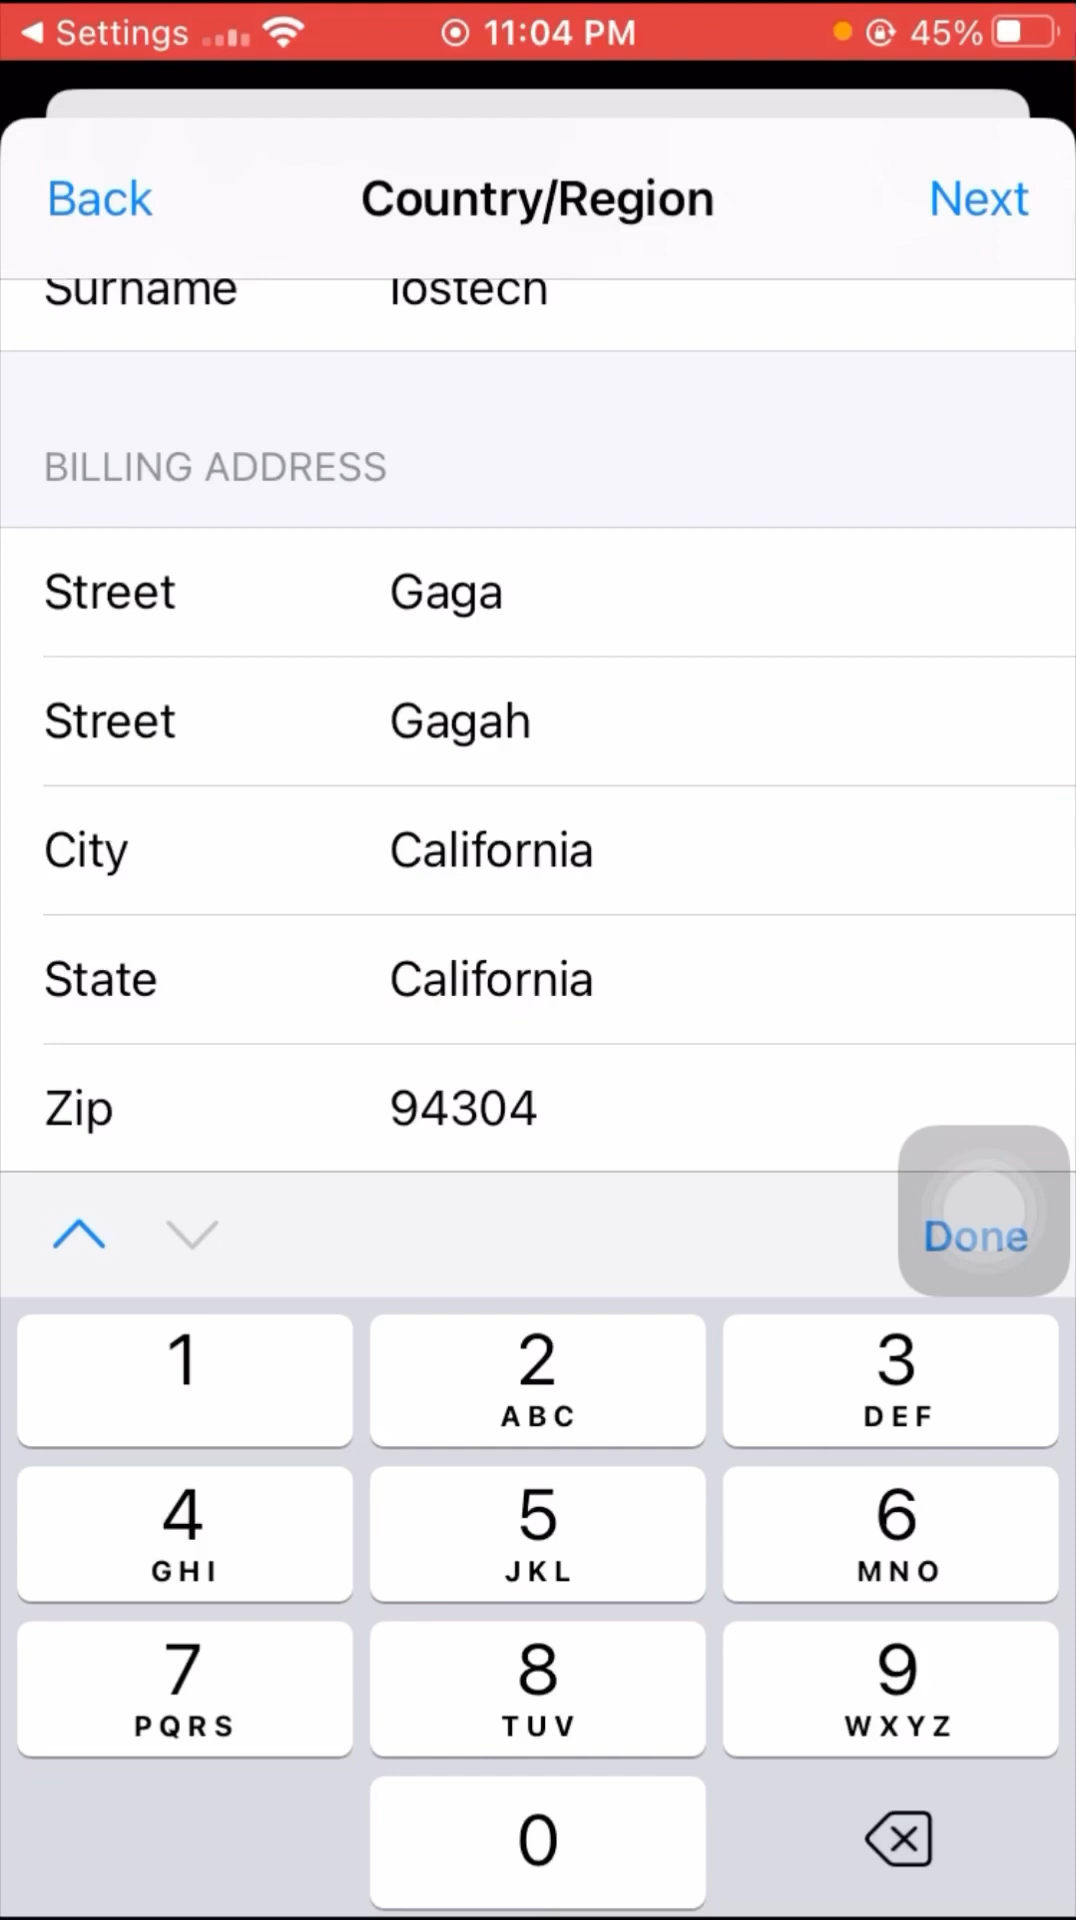 Settings 11:04 PM 45%
Back Country/Region Next
Surname Iostech
BILLING ADDRESS
Street Gaga
Street Gagah
City California
State California
Zip 94304
Done
1 2 3
ABC DEF
4 5 6
GHI JKL MNO
7 8 9
PQRS TUV WXYZ
0